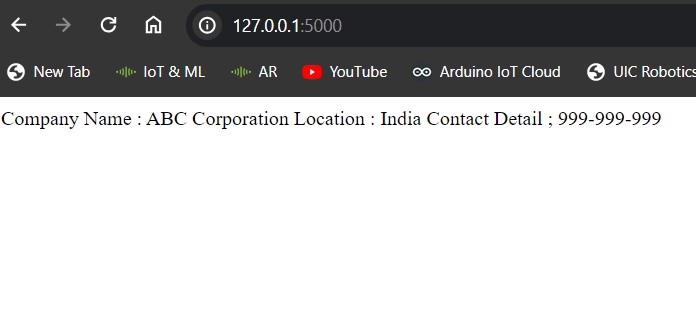 127.0.0.1:5000
New Tab IoT & ML AR YouTube Arduino IoT Cloud UIC Robotics
Company Name : ABC Corporation Location : India Contact Detail ; 999-999-999